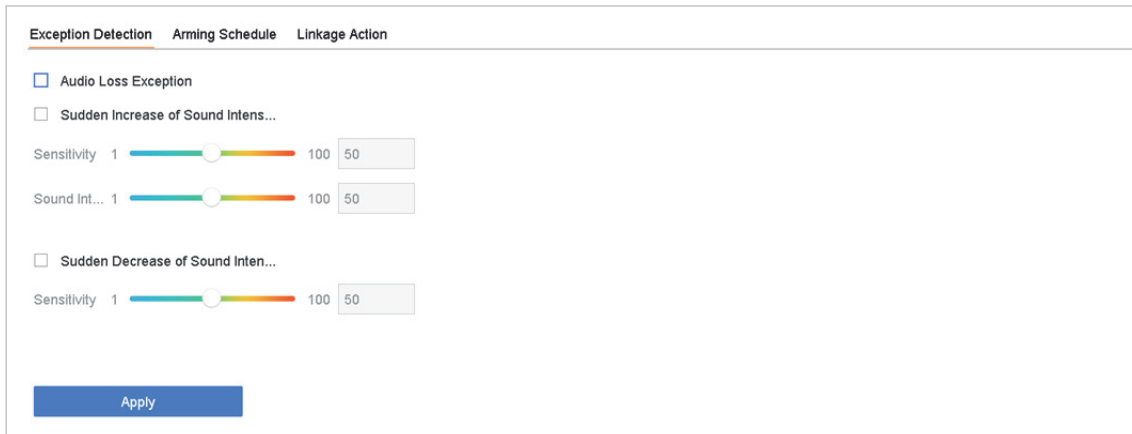 Exception Detection Arming Schedule Linkage Action
Audio Loss Exception
Sudden Increase of Sound Intens...
Sensitivity 1 100 50
Sound Int... 1 100 50
Sudden Decrease of Sound Inten...
Sensitivity 1 100 50
Apply